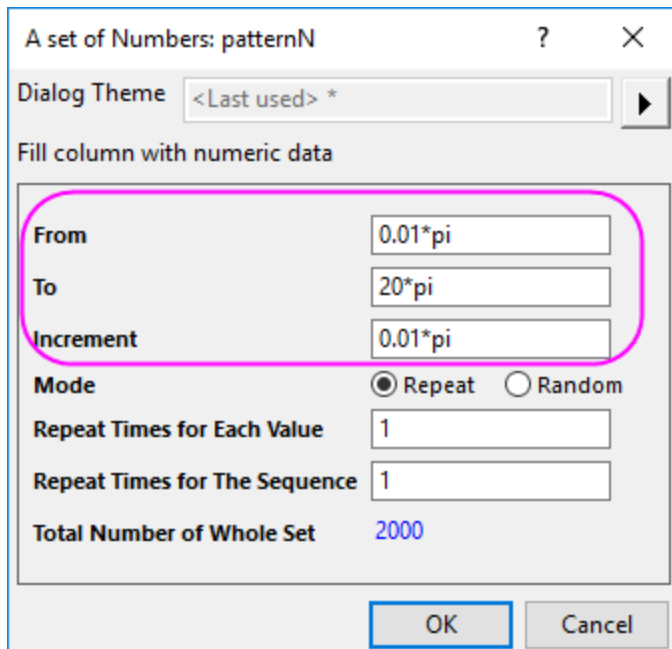 A set of Numbers: patternN ?
Dialog Theme <Last used> *
Fill column with numeric data
From 0.01*pi
To 20*pi
Increment 0.01*pi
Mode Repeat Random
Repeat Times for Each Value 1
Repeat Times for The Sequence 1
Total Number of Whole Set 2000
OK Cancel